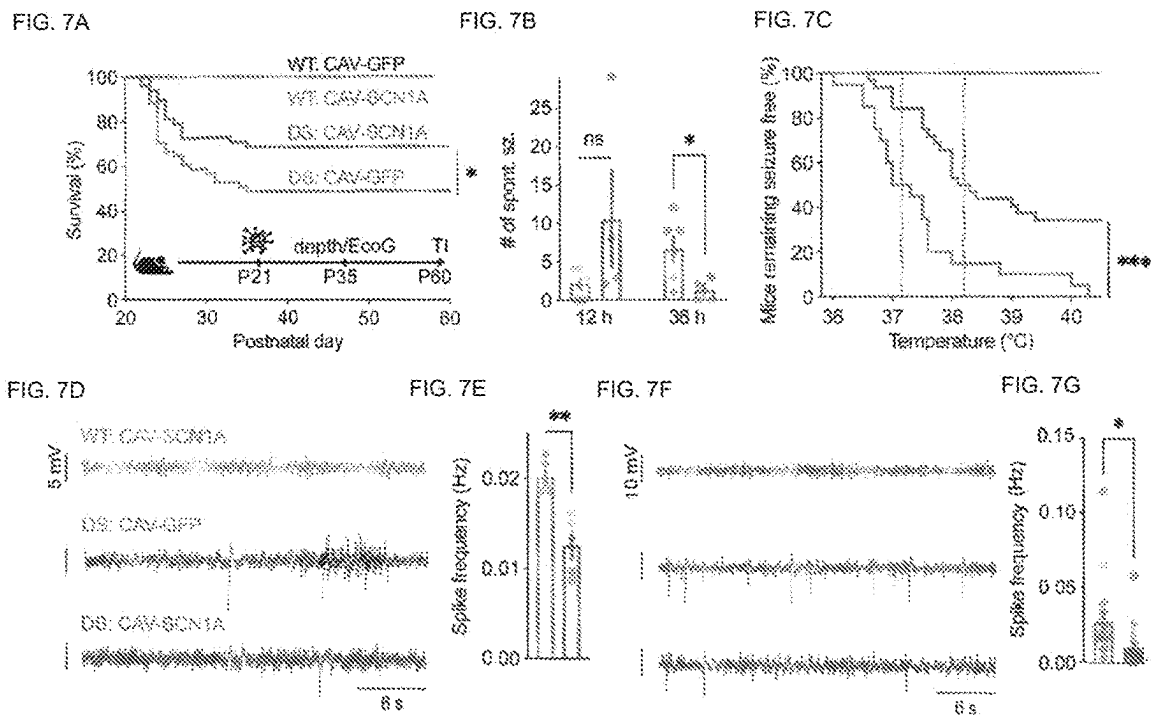 FIG. 7A
Survival (%)
100
80
60
40
20
0
WT: CAV-GFP
WT: CAV-SCN1A
DS: CAV-SCN1A
DS: CAV-GFP
*
depth/EcoG
TI
P21
P35
P60
20
30
40
50
60
Postnatal day
FIG. 7B
# of spont. sz.
25
20
15
10
5
0
ns
*
12 h
36 h
FIG. 7C
Mice remaining seizure free (%)
100
80
60
40
20
0
***
36
37
38
39
40
Temperature (°C)
FIG. 7D
5 mV
WT: CAV-SCN1A
DS: CAV-GFP
DS: CAV-SCN1A
6 s
FIG. 7E
**
Spike frequency (Hz)
0.02
0.01
0.00
FIG. 7F
10 mV
6 s
FIG. 7G
*
Spike frequency (Hz)
0.15
0.10
0.05
0.00